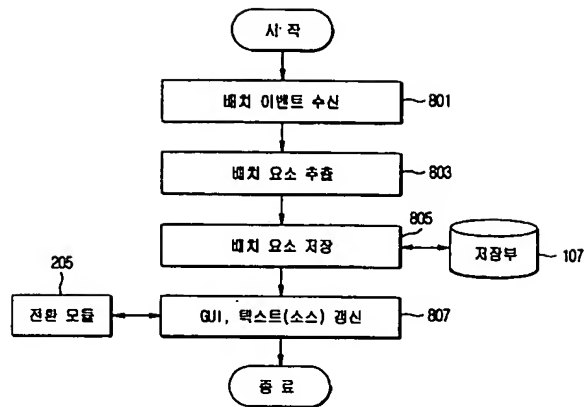 시작
배치 이벤트 수신
801
배치 요소 추출
803
805
배치 요소 저장
저장부
107
205
전환 모듈
GUI, 텍스트(소스) 갱신
807
종료